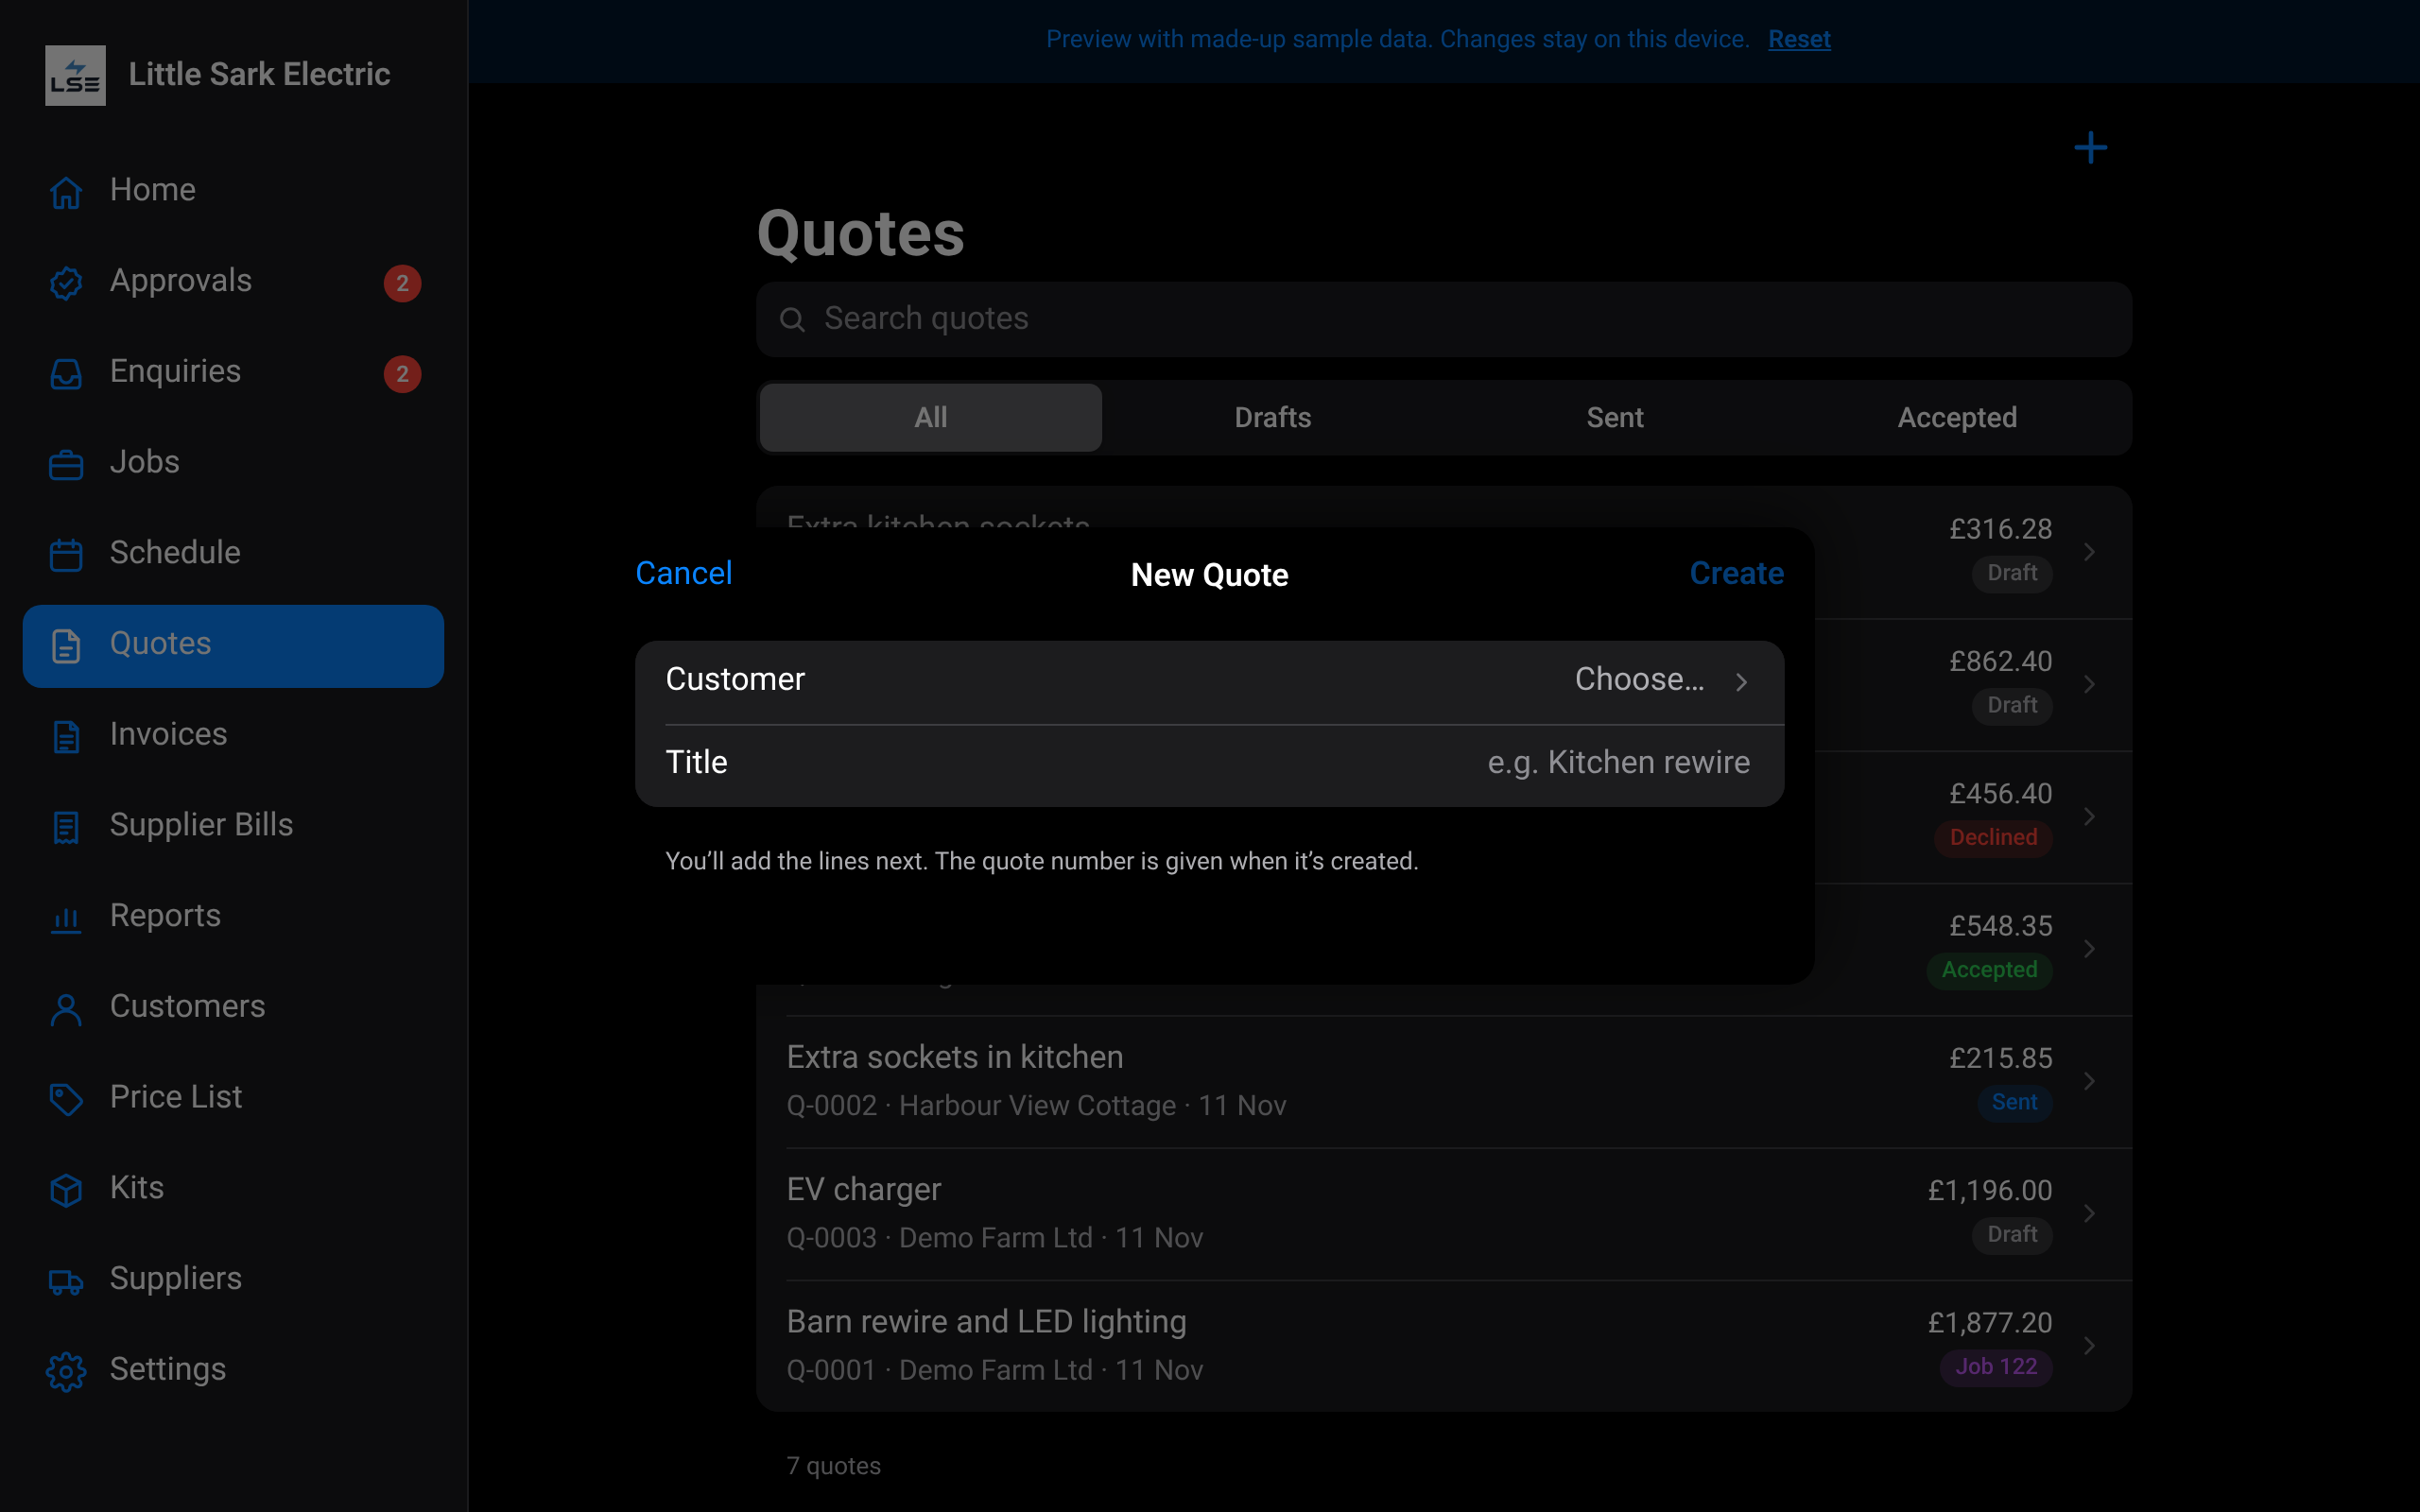 LSE
Little Sark Electric
Home
Approvals 2
Enquiries 2
Jobs
Schedule
Quotes
Invoices
Supplier Bills
Reports
Customers
Price List
Kits
Suppliers
Settings
Preview with made-up sample data. Changes stay on this device. Reset
Quotes
Search quotes
All Drafts Sent Accepted
Extra kitchen sockets £316.28
Draft
Cancel New Quote Create
Customer Choose...
Title e.g. Kitchen rewire
You’ll add the lines next. The quote number is given when it’s created.
£862.40
Draft
£456.40
Declined
£548.35
Accepted
Extra sockets in kitchen £215.85
Q-0002 · Harbour View Cottage · 11 Nov Sent
EV charger £1,196.00
Q-0003 · Demo Farm Ltd · 11 Nov Draft
Barn rewire and LED lighting £1,877.20
Q-0001 · Demo Farm Ltd · 11 Nov Job 122
7 quotes